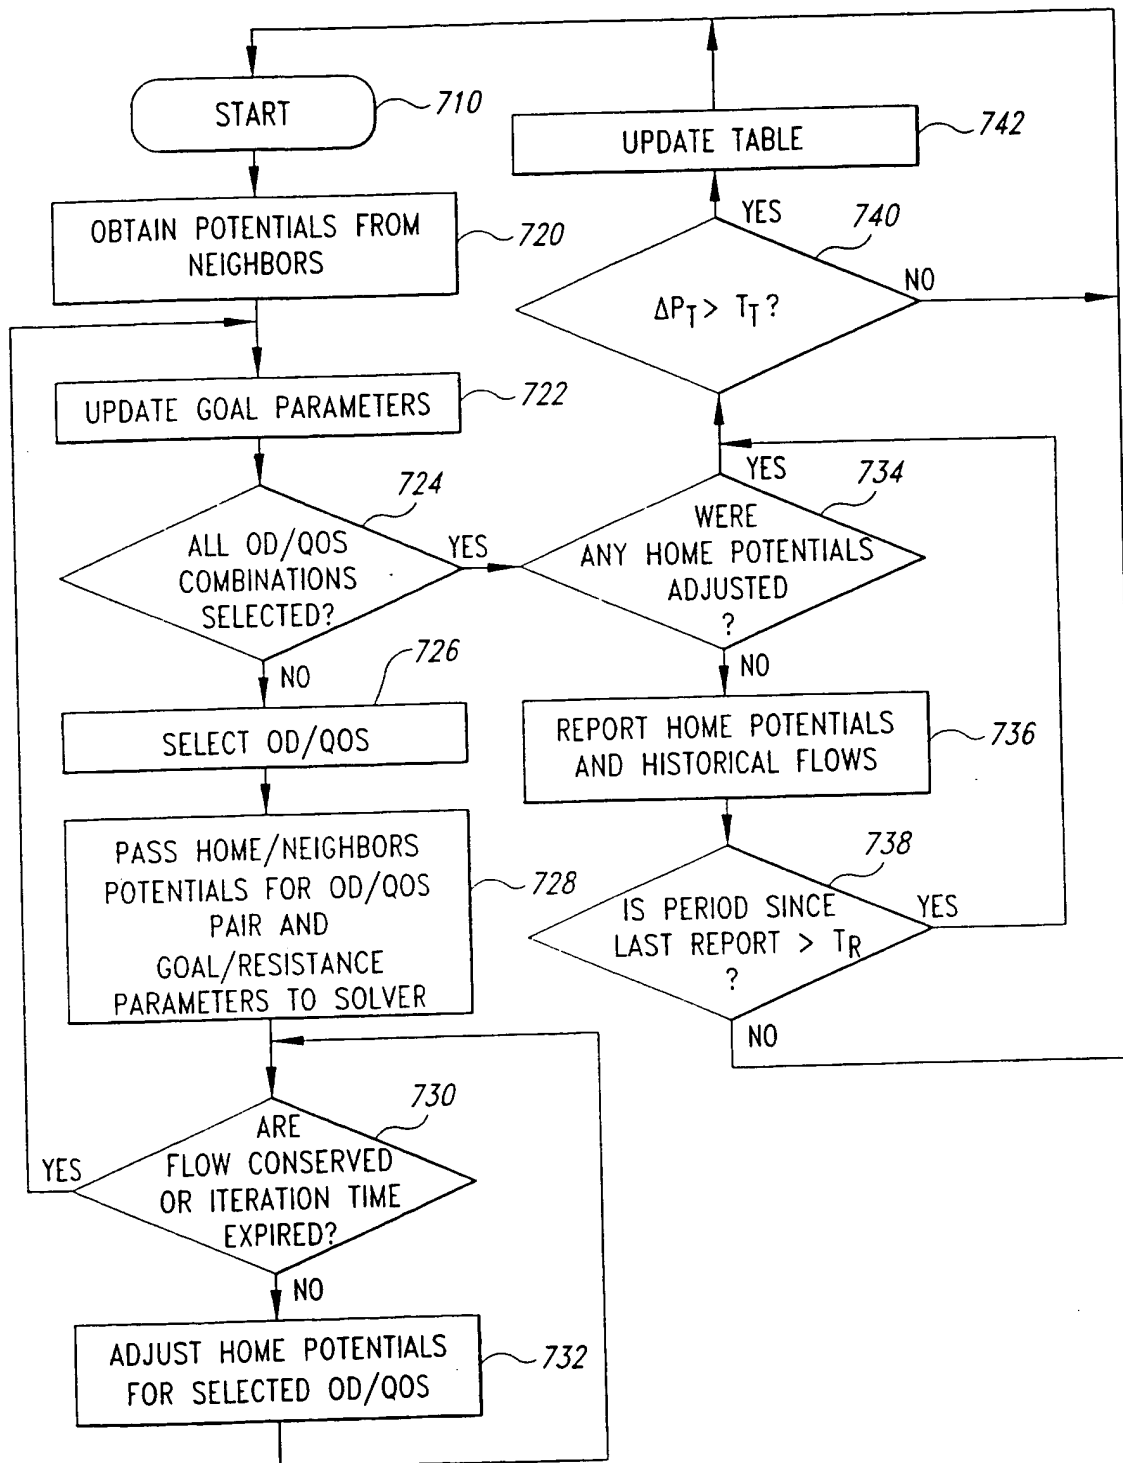 START
710
OBTAIN POTENTIALS FROM
NEIGHBORS
720
UPDATE GOAL PARAMETERS
722
724
ALL OD/QOS
COMBINATIONS
SELECTED?
YES
NO
726
SELECT OD/QOS
PASS HOME/NEIGHBORS
POTENTIALS FOR OD/QOS
PAIR AND
GOAL/RESISTANCE
PARAMETERS TO SOLVER
728
730
ARE
FLOW CONSERVED
OR ITERATION TIME
EXPIRED?
YES
NO
ADJUST HOME POTENTIALS
FOR SELECTED OD/QOS
732
UPDATE TABLE
742
YES
740
NO
ΔP_T > T_T ?
YES
734
WERE
ANY HOME POTENTIALS
ADJUSTED
?
NO
REPORT HOME POTENTIALS
AND HISTORICAL FLOWS
736
738
IS PERIOD SINCE
LAST REPORT > T_R
?
YES
NO